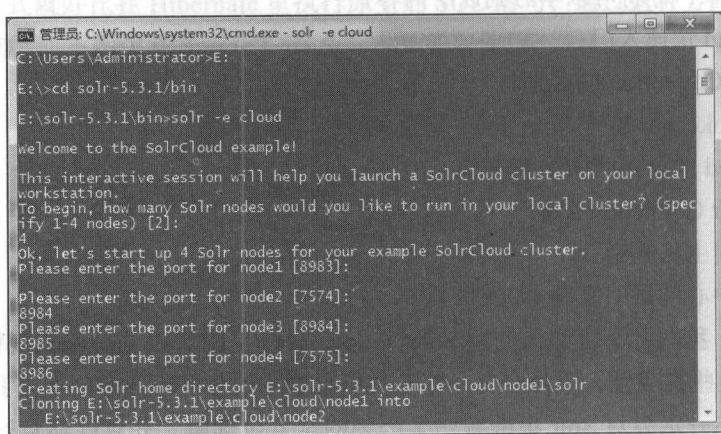 管理员: C:\Windows\system32\cmd.exe - solr -e cloud
C:\Users\Administrator>E:
E:\>cd solr-5.3.1/bin
E:\solr-5.3.1\bin>solr -e cloud
Welcome to the SolrCloud example!
This interactive session will help you launch a SolrCloud cluster on your local
workstation.
To begin, how many Solr nodes would you like to run in your local cluster? (spec
ify 1-4 nodes) [2]:
4
Ok, let's start up 4 Solr nodes for your example SolrCloud cluster.
Please enter the port for node1 [8983]:
Please enter the port for node2 [7574]:
8984
Please enter the port for node3 [8984]:
8985
Please enter the port for node4 [7575]:
8986
Creating Solr home directory E:\solr-5.3.1\example\cloud\node1\solr
Cloning E:\solr-5.3.1\example\cloud\node1 into
E:\solr-5.3.1\example\cloud\node2